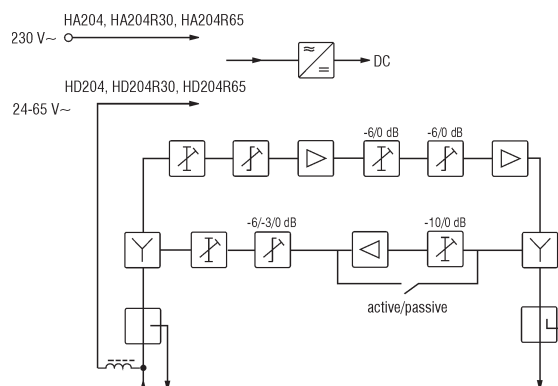 HA204, HA204R30, HA204R65
230 V~
DC
HD204, HD204R30, HD204R65
24-65 V~
-6/0 dB
-6/0 dB
-6/-3/0 dB
-10/0 dB
active/passive